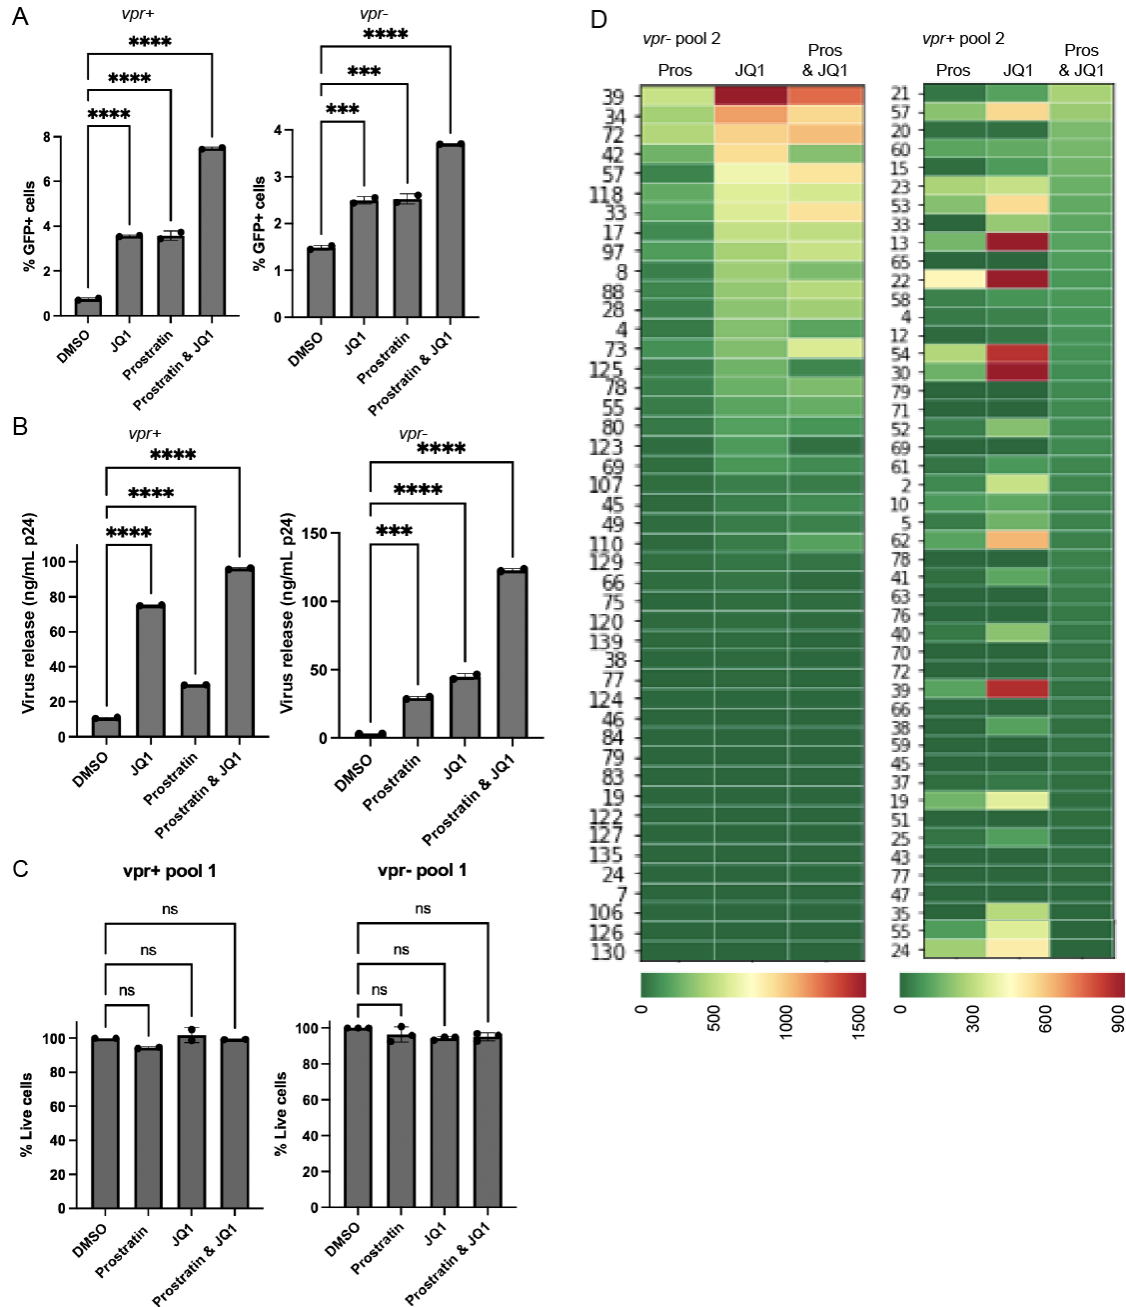 A
vpr+
vpr-
****
****
****
****
***
***
% GFP+ cells
8
6
4
2
0
% GFP+ cells
4
3
2
1
0
DMSO
JQ1
Prostratin
Prostratin & JQ1
DMSO
JQ1
Prostratin
Prostratin & JQ1
B
vpr+
vpr-
****
****
****
****
****
***
Virus release (ng/mL p24)
100
80
60
40
20
0
Virus release (ng/mL p24)
150
100
50
0
DMSO
JQ1
Prostratin
Prostratin & JQ1
DMSO
Prostratin
JQ1
Prostratin & JQ1
C
vpr+ pool 1
vpr- pool 1
ns
ns
ns
ns
ns
ns
% Live cells
100
80
60
40
20
0
% Live cells
100
80
60
40
20
0
DMSO
Prostratin
JQ1
Prostratin & JQ1
DMSO
Prostratin
JQ1
Prostratin & JQ1
D
vpr- pool 2
Pros
JQ1
Pros
& JQ1
39
34
72
42
57
118
33
17
97
8
88
28
4
73
125
78
55
80
123
69
107
45
49
110
129
66
75
120
139
38
77
124
46
84
79
83
19
122
127
135
24
7
106
126
130
0
500
1000
1500
vpr+ pool 2
Pros
JQ1
Pros
& JQ1
21
57
20
60
15
23
53
33
13
65
22
58
4
12
54
30
79
71
52
69
61
2
10
5
62
78
41
63
76
40
70
72
39
66
38
59
45
37
19
51
25
43
77
47
35
55
24
0
300
600
900